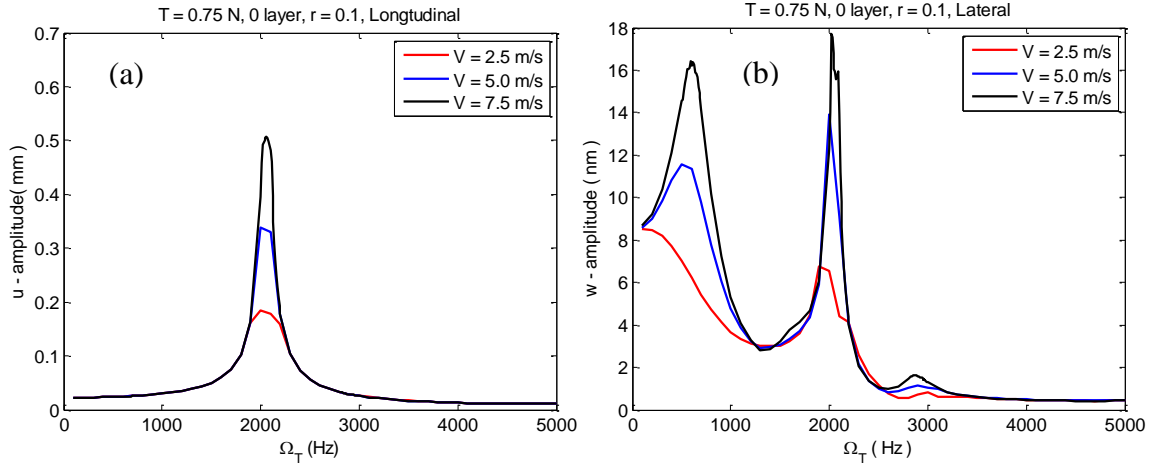 T = 0.75 N, 0 layer, r = 0.1, Longtudinal
0.7
0.6
0.5
0.4
0.3
0.2
0.1
0
u - amplitude( mm )
(a)
V = 2.5 m/s
V = 5.0 m/s
V = 7.5 m/s
0 1000 2000 3000 4000 5000
Ω_T (Hz)
T = 0.75 N, 0 layer, r = 0.1, Lateral
18
16
14
12
10
8
6
4
2
0
w - amplitude ( nm )
(b)
V = 2.5 m/s
V = 5.0 m/s
V = 7.5 m/s
0 1000 2000 3000 4000 5000
Ω_T ( Hz )